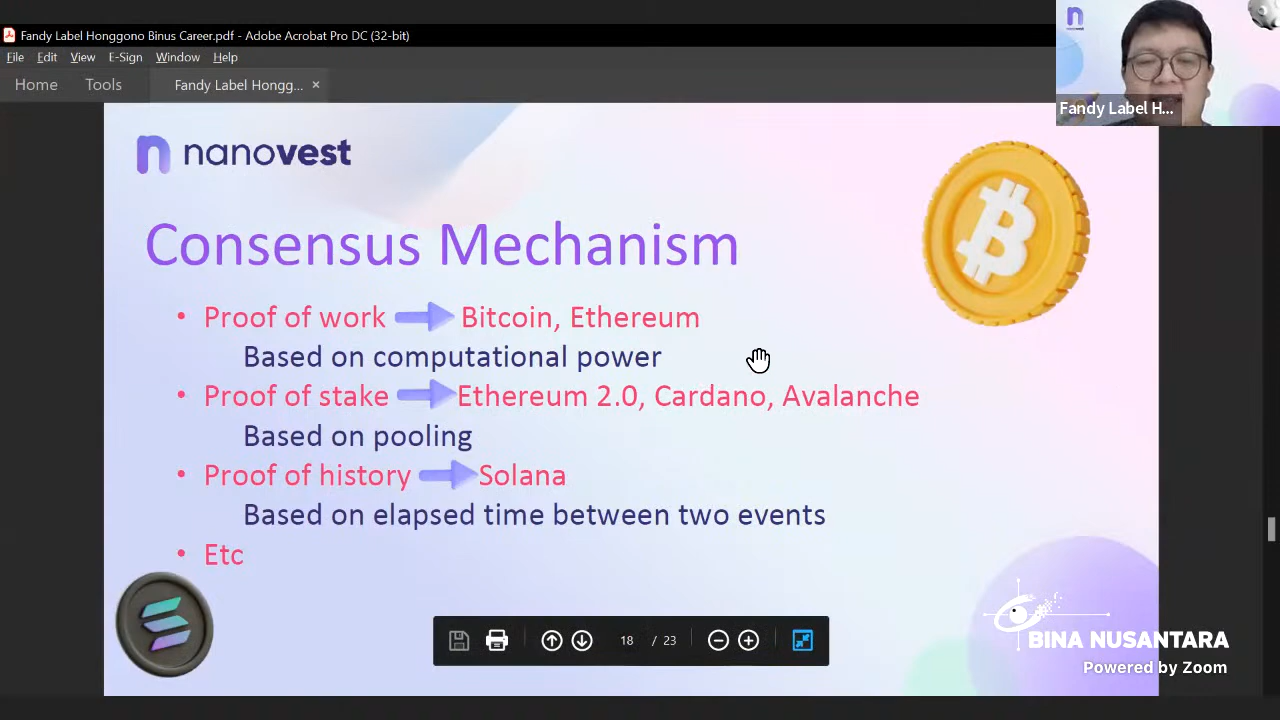 Fandy Label Honggono Binus Career.pdf - Adobe Acrobat Pro DC (32-bit)
File Edit View E-Sign Window Help
Home Tools Fandy Label Hongg... ×
nanovest
Fandy Label H...
nanovest
Consensus Mechanism
• Proof of work Bitcoin, Ethereum
Based on computational power
• Proof of stake Ethereum 2.0, Cardano, Avalanche
Based on pooling
• Proof of history Solana
Based on elapsed time between two events
• Etc
18 / 23
BINA NUSANTARA
Powered by Zoom